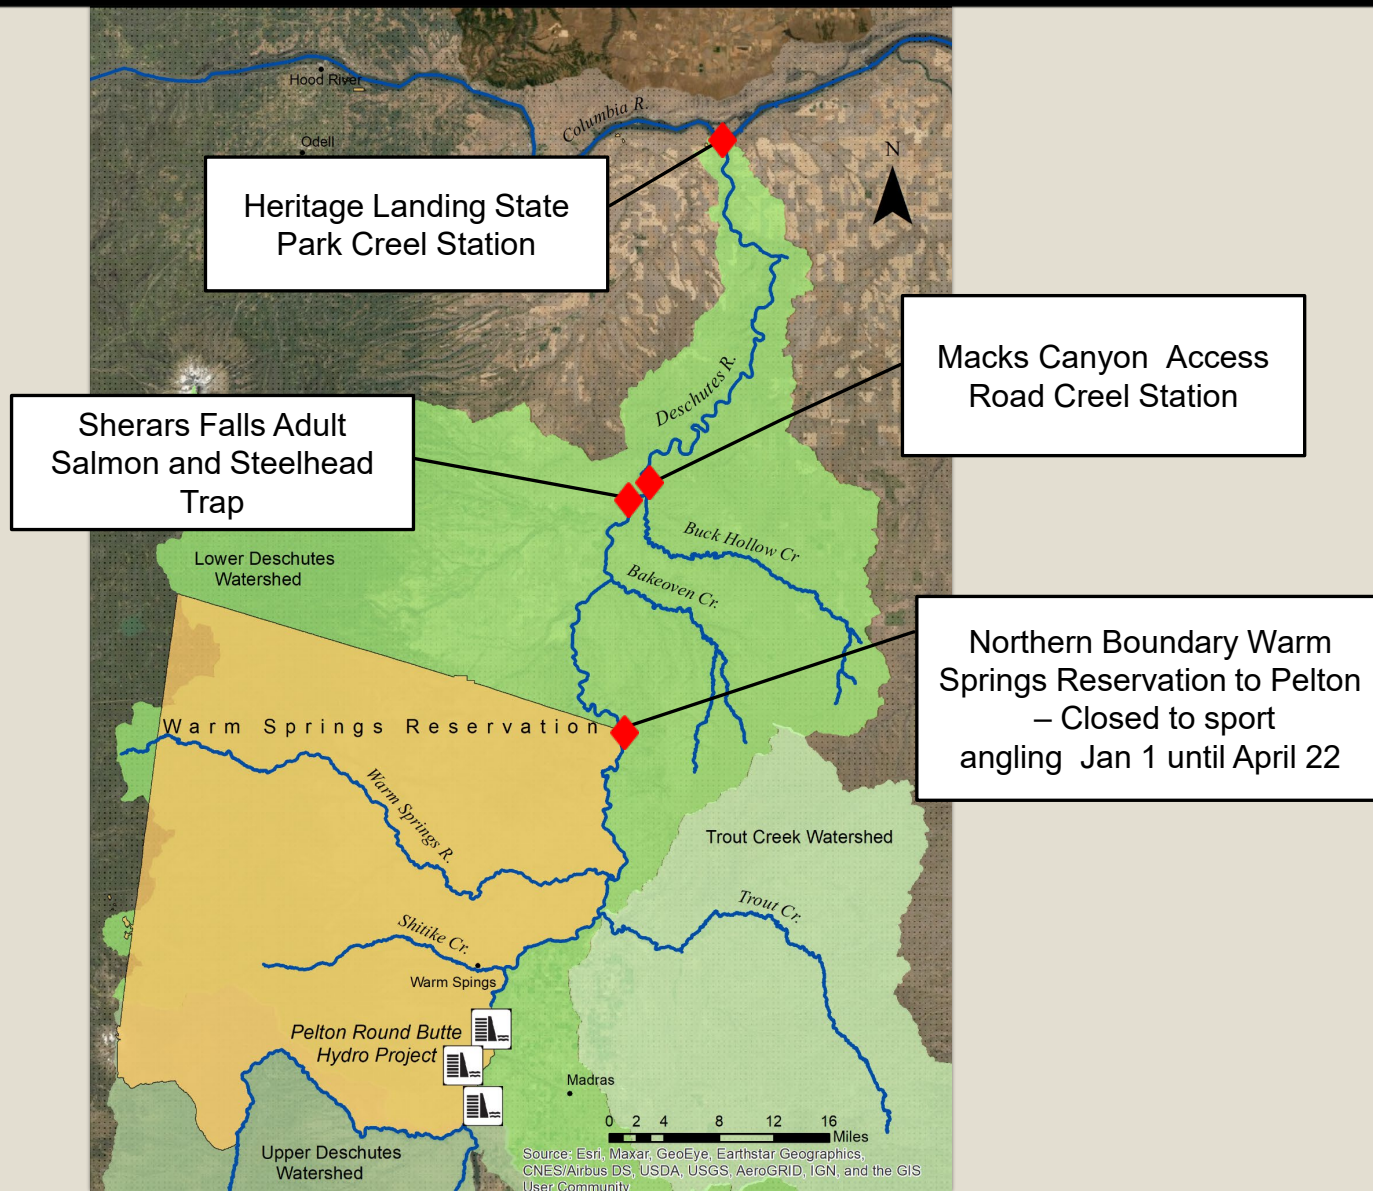 Hood River
Columbia R.
Odell
N
Heritage Landing State
Park Creel Station
Macks Canyon  Access
Road Creel Station
Deschutes R.
Sherars Falls Adult
Salmon and Steelhead
Trap
Buck Hollow Cr
Lower Deschutes
Watershed
Bakeoven Cr.
Northern Boundary Warm
Springs Reservation to Pelton
– Closed to sport
angling  Jan 1 until April 22
Warm Springs Reservation
Warm Springs R.
Trout Creek Watershed
Trout Cr.
Shitike Cr.
Warm Spings
Pelton Round Butte
Hydro Project
Madras
0 2 4 8 12 16
Miles
Upper Deschutes
Watershed
Source: Esri, Maxar, GeoEye, Earthstar Geographics,
CNES/Airbus DS, USDA, USGS, AeroGRID, IGN, and the GIS
User Community